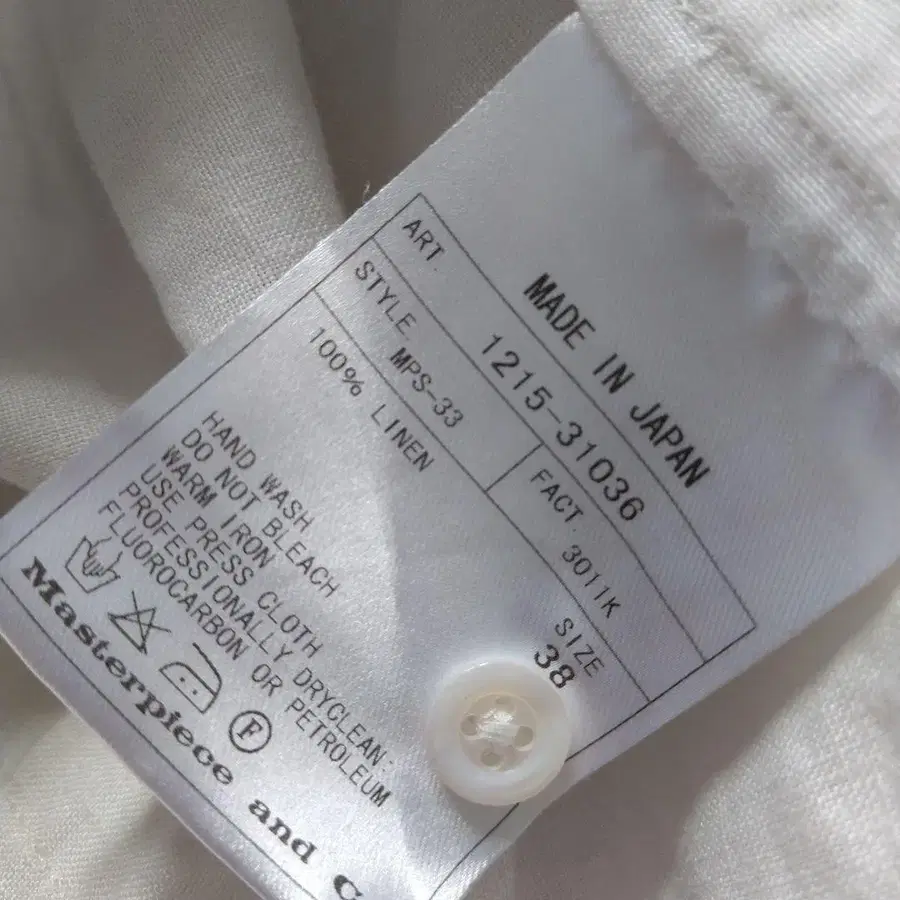 MADE IN JAPAN
ART. 1215-31036
STYLE. MPS-33 FACT. 3011K
100% LINEN SIZE
38
HAND WASH
DO NOT BLEACH
WARM IRON
USE PRESS CLOTH
PROFESSIONALLY DRYCLEAN:
FLUOROCARBON OR PETROLEUM
F
Masterpiece and C